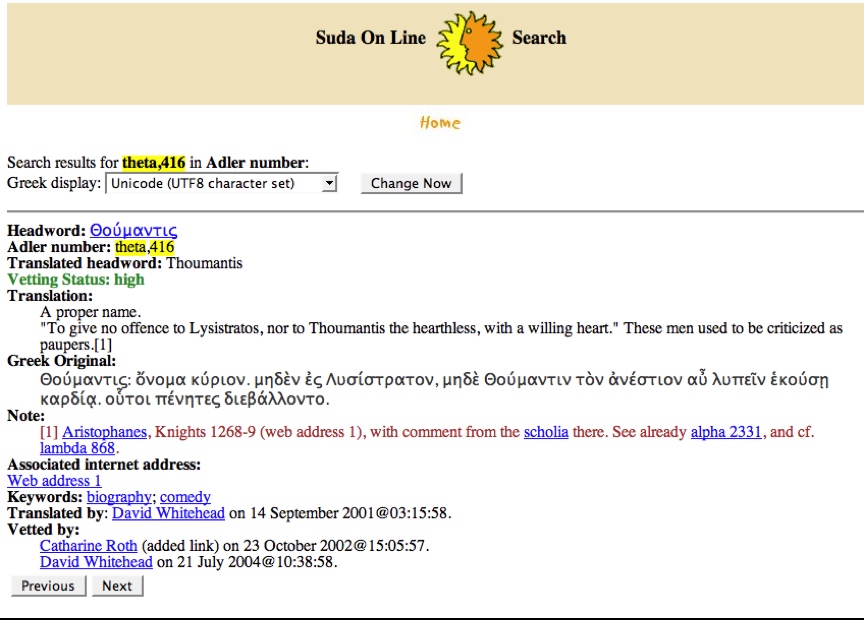 Suda On Line Search
Home
Search results for theta,416 in Adler number:
Greek display: Unicode (UTF8 character set) Change Now
Headword: Θούμαντις
Adler number: theta,416
Translated headword: Thoumantis
Vetting Status: high
Translation:
A proper name.
"To give no offence to Lysistratos, nor to Thoumantis the hearthless, with a willing heart." These men used to be criticized as
paupers.[1]
Greek Original:
Θούμαντις: ὄνομα κύριον. μηδὲν ἐς Λυσίστρατον, μηδὲ Θούμαντιν τὸν ἀνέστιον αὖ λυπεῖν ἑκούσῃ
καρδίᾳ. οὗτοι πένητες διεβάλλοντο.
Note:
[1] Aristophanes, Knights 1268-9 (web address 1), with comment from the scholia there. See already alpha 2331, and cf.
lambda 868.
Associated internet address:
Web address 1
Keywords: biography; comedy
Translated by: David Whitehead on 14 September 2001@03:15:58.
Vetted by:
Catharine Roth (added link) on 23 October 2002@15:05:57.
David Whitehead on 21 July 2004@10:38:58.
Previous Next